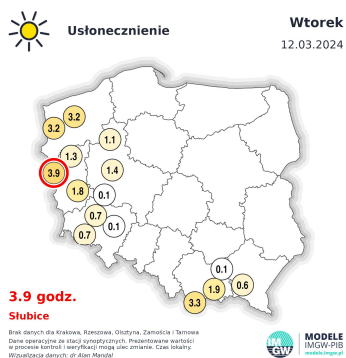 Usłonecznienie
Wtorek
12.03.2024
3.2
3.2
1.1
1.3
3.9
1.4
1.8
0.1
0.7
0.1
0.7
0.1
0.6
1.9
3.3
3.9 godz.
Słubice
Brak danych dla Krakowa, Rzeszowa, Olsztyna, Zamościa i Tarnowa
Dane operacyjne ze stacji synoptycznych. Prezentowane wartości
w procesie kontroli i weryfikacji mogą ulec zmianie. Czas lokalny.
Wizualizacja danych: dr Alan Mandal
IM
GW
MODELE
IMGW-PIB
modele.imgw.pl